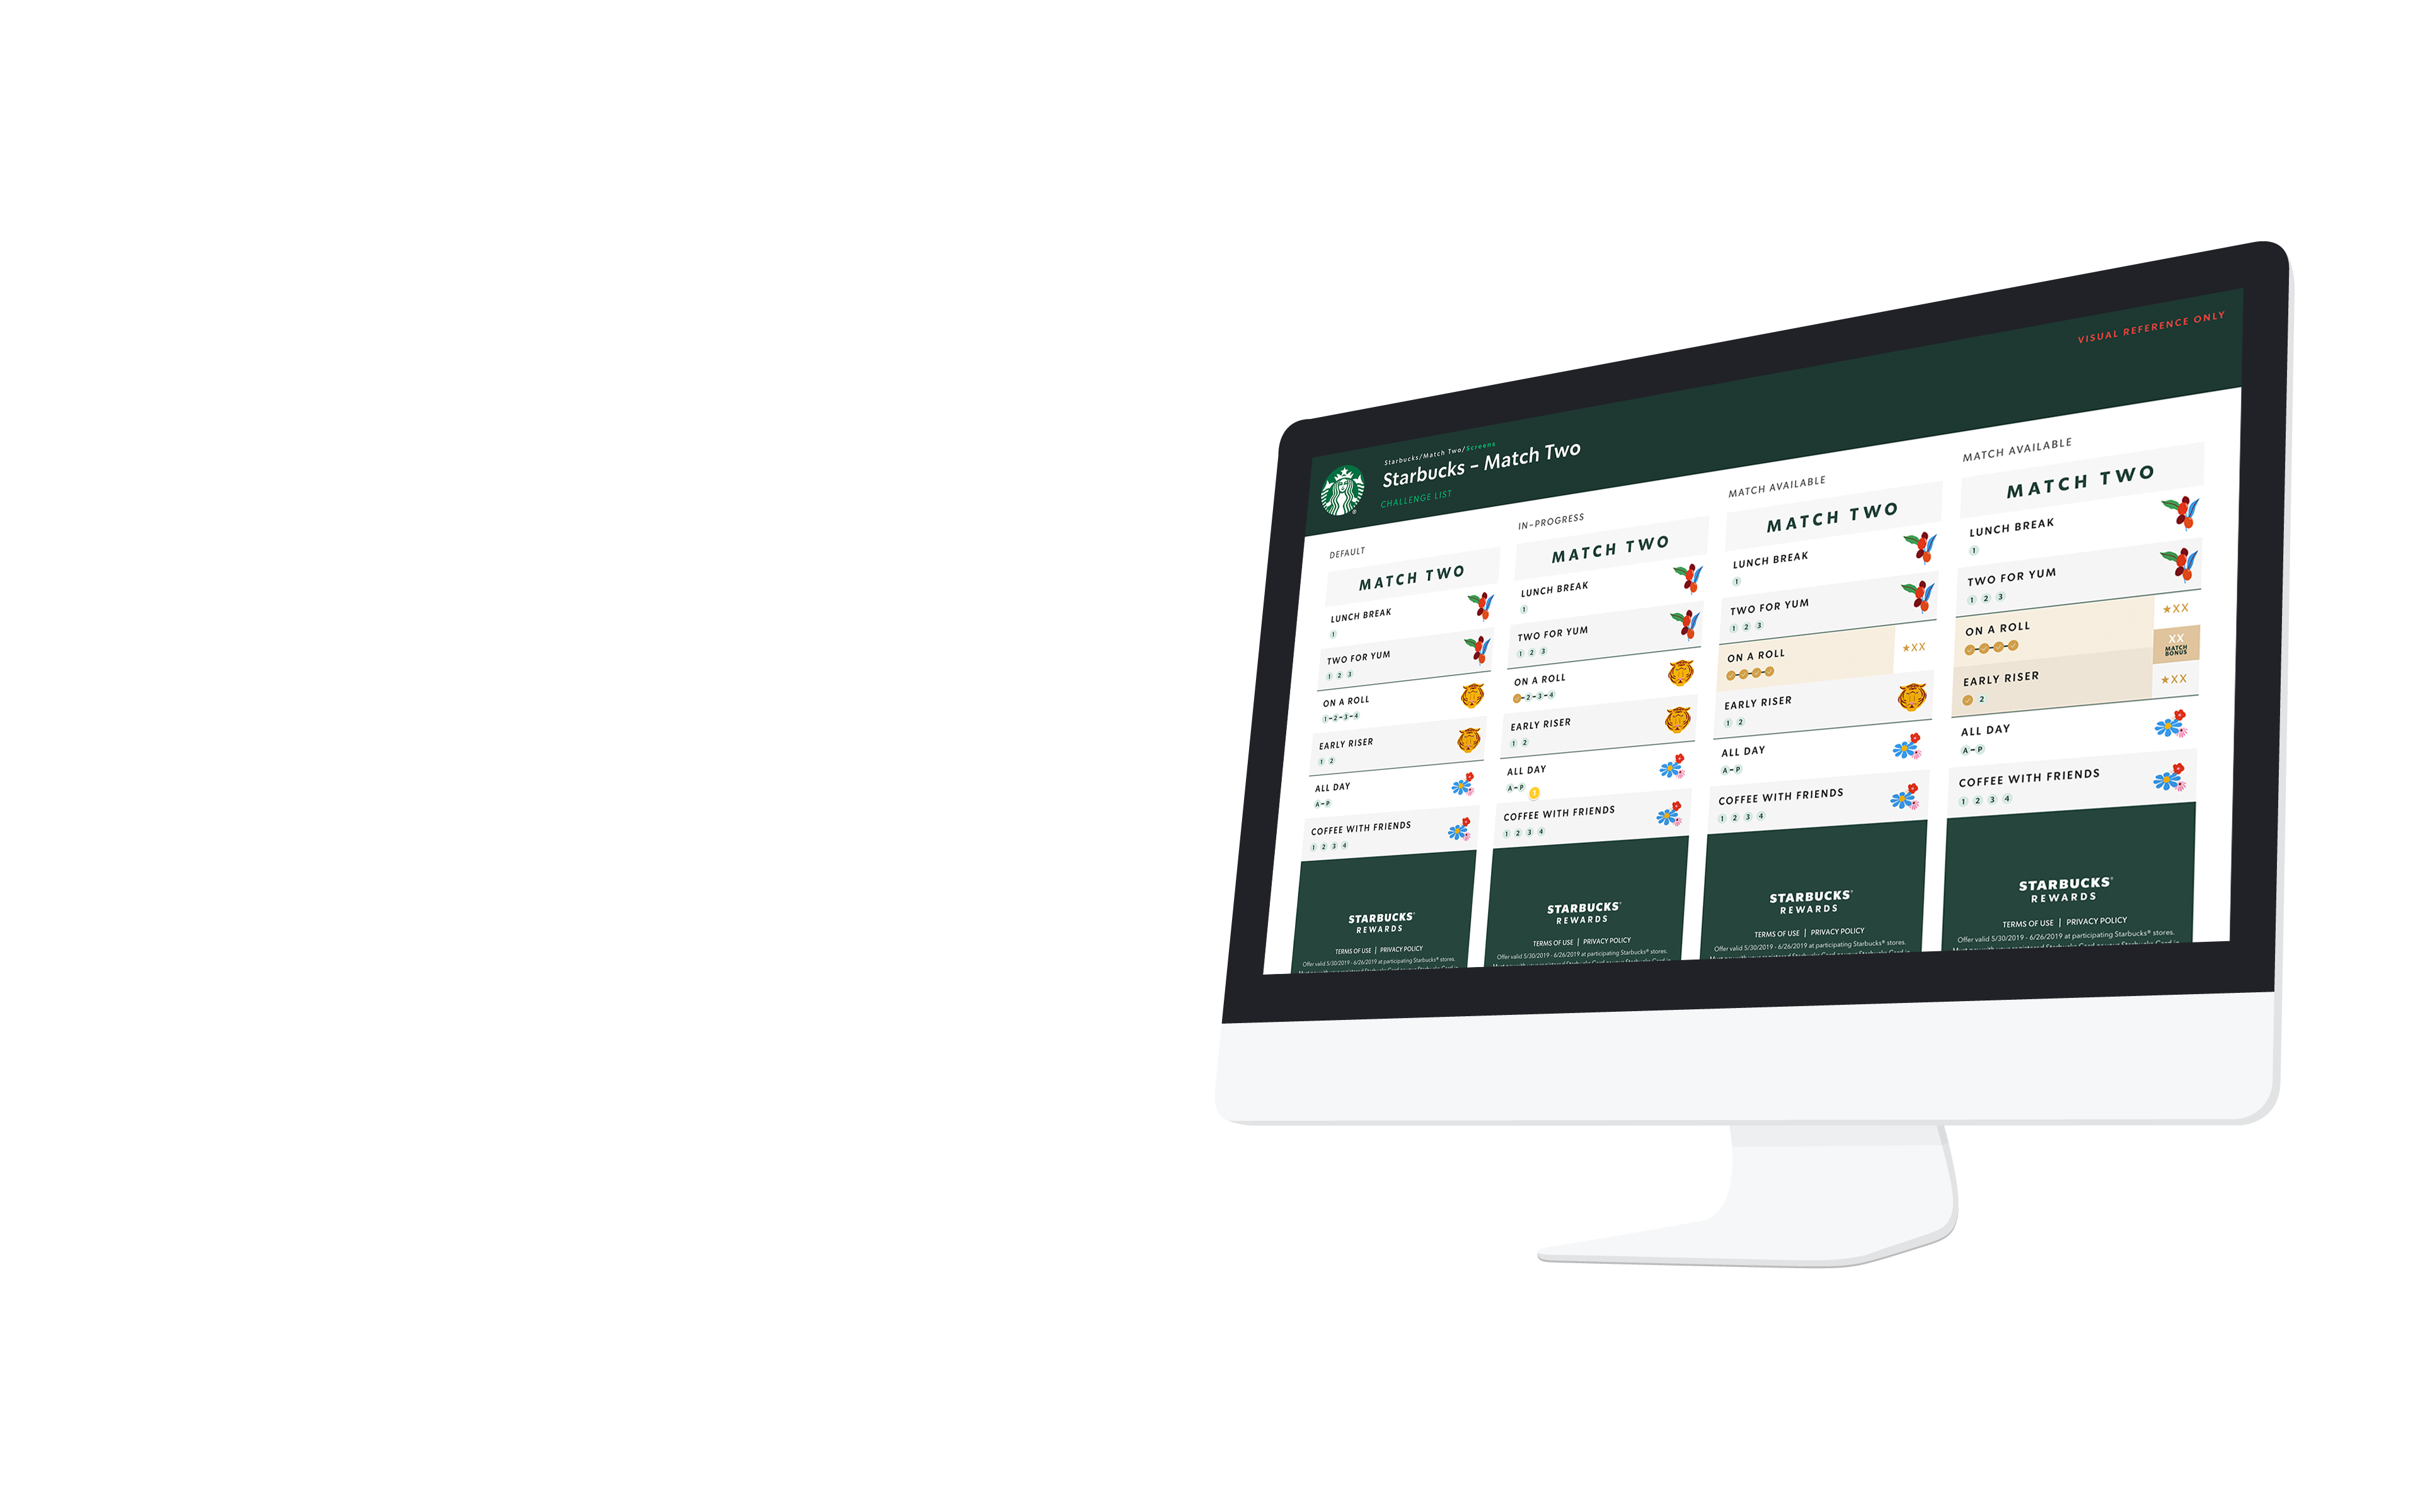 VISUAL REFERENCE ONLY
Starbucks/Match Two/Screens
Starbucks – Match Two
CHALLENGE LIST
DEFAULT
MATCH TWO
LUNCH BREAK
1
TWO FOR YUM
1 2 3
ON A ROLL
1-2-3-4
EARLY RISER
1 2
ALL DAY
A-P
COFFEE WITH FRIENDS
1 2 3 4
STARBUCKS®
REWARDS
TERMS OF USE | PRIVACY POLICY
Offer valid 5/30/2019 - 6/26/2019 at participating Starbucks® stores.
IN-PROGRESS
MATCH TWO
LUNCH BREAK
1
TWO FOR YUM
1 2 3
ON A ROLL
-2-3-4
EARLY RISER
1 2
ALL DAY
A-P
COFFEE WITH FRIENDS
1 2 3 4
STARBUCKS®
REWARDS
TERMS OF USE | PRIVACY POLICY
Offer valid 5/30/2019 - 6/26/2019 at participating Starbucks® stores.
MATCH AVAILABLE
MATCH TWO
LUNCH BREAK
1
TWO FOR YUM
1 2 3
ON A ROLL
★XX
EARLY RISER
1 2
ALL DAY
A-P
COFFEE WITH FRIENDS
1 2 3 4
STARBUCKS®
REWARDS
TERMS OF USE | PRIVACY POLICY
Offer valid 5/30/2019 - 6/26/2019 at participating Starbucks® stores.
MATCH AVAILABLE
MATCH TWO
LUNCH BREAK
1
TWO FOR YUM
1 2 3
★XX
ON A ROLL
XX
MATCH
BONUS
EARLY RISER
2
★XX
ALL DAY
A-P
COFFEE WITH FRIENDS
1 2 3 4
STARBUCKS®
REWARDS
TERMS OF USE | PRIVACY POLICY
Offer valid 5/30/2019 - 6/26/2019 at participating Starbucks® stores.